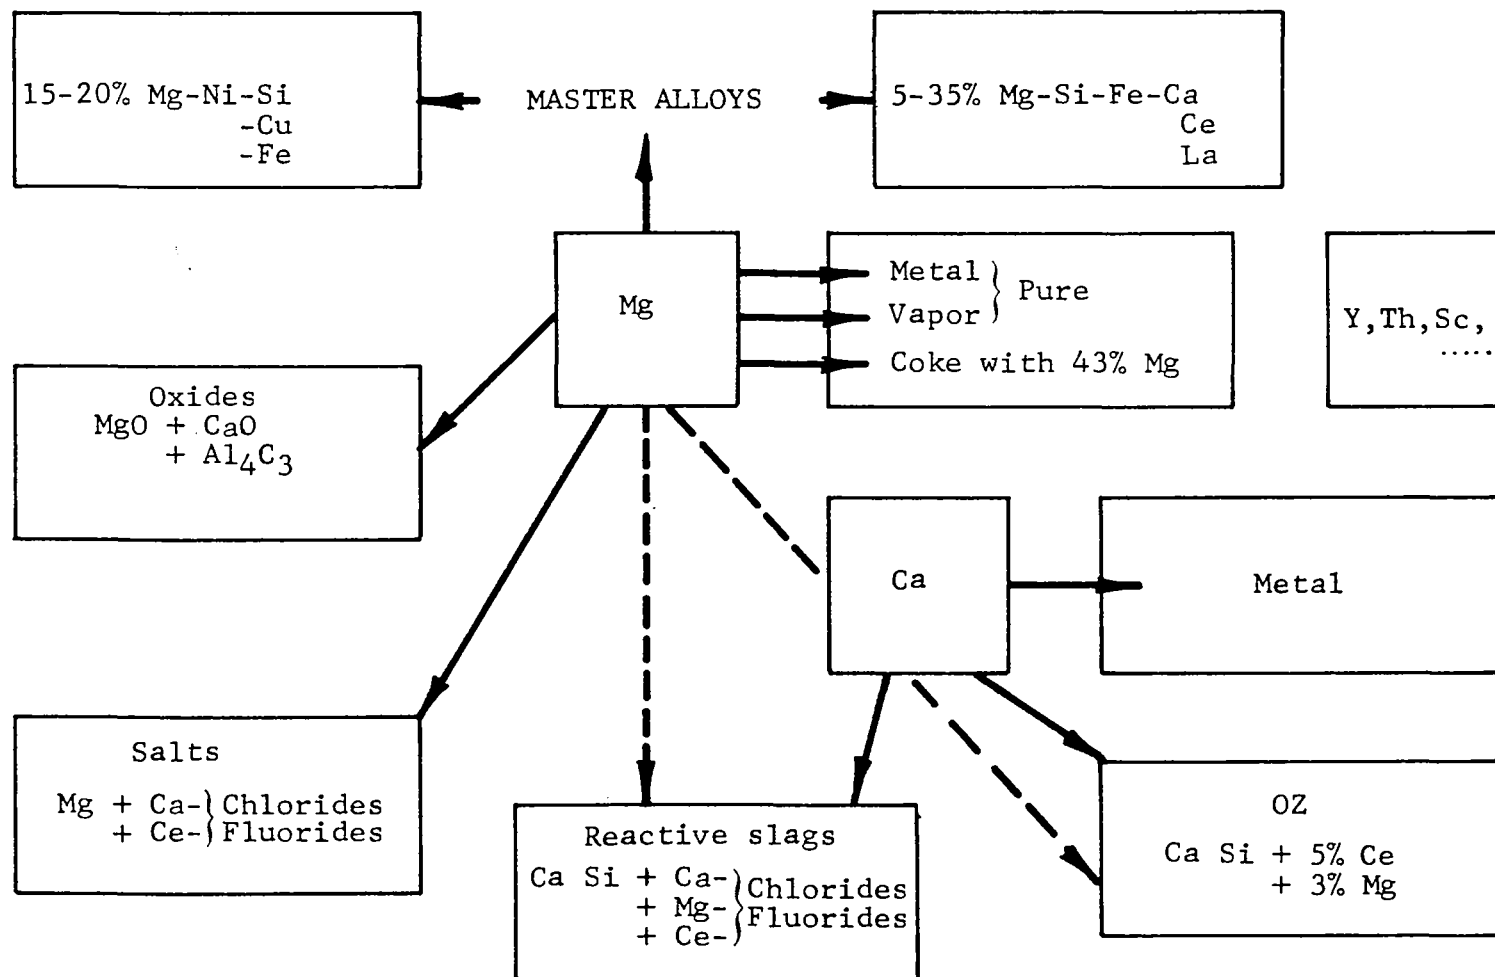 15-20% Mg-Ni-Si
-Cu
-Fe
MASTER ALLOYS
5-35% Mg-Si-Fe-Ca
Ce
La
Mg
Metal
Vapor
} Pure
Coke with 43% Mg
Y,Th,Sc,
.....
Oxides
MgO + CaO
+ Al₄C₃
Ca
Metal
Salts
Mg + Ca-}Chlorides
+ Ce-}Fluorides
Reactive slags
Ca Si + Ca-}Chlorides
+ Mg-}Fluorides
+ Ce-}
OZ
Ca Si + 5% Ce
+ 3% Mg